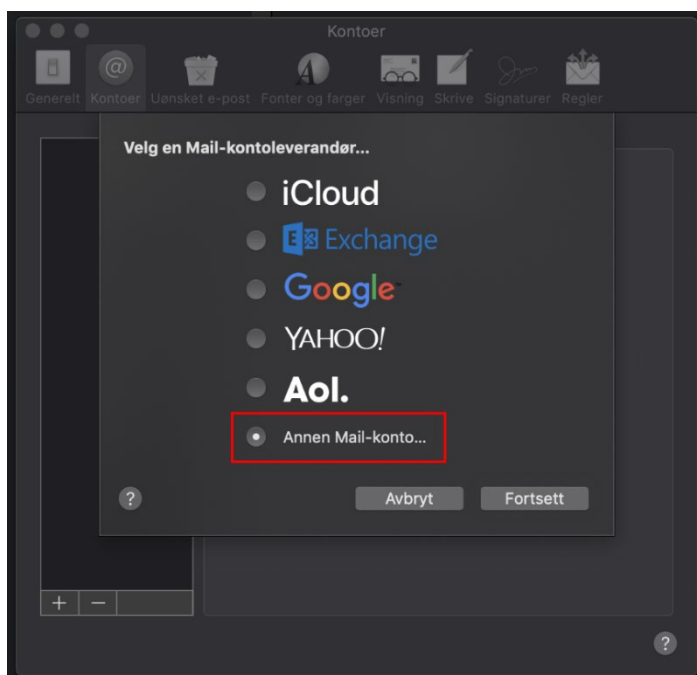 Kontoer
Generelt Kontoer Uønsket e-post Fonter og farger Visning Skrive Signaturer Regler
Velg en Mail-kontoleverandør...
iCloud
Exchange
Google
YAHOO!
Aol.
Annen Mail-konto...
? Avbryt Fortsett
+ −
?